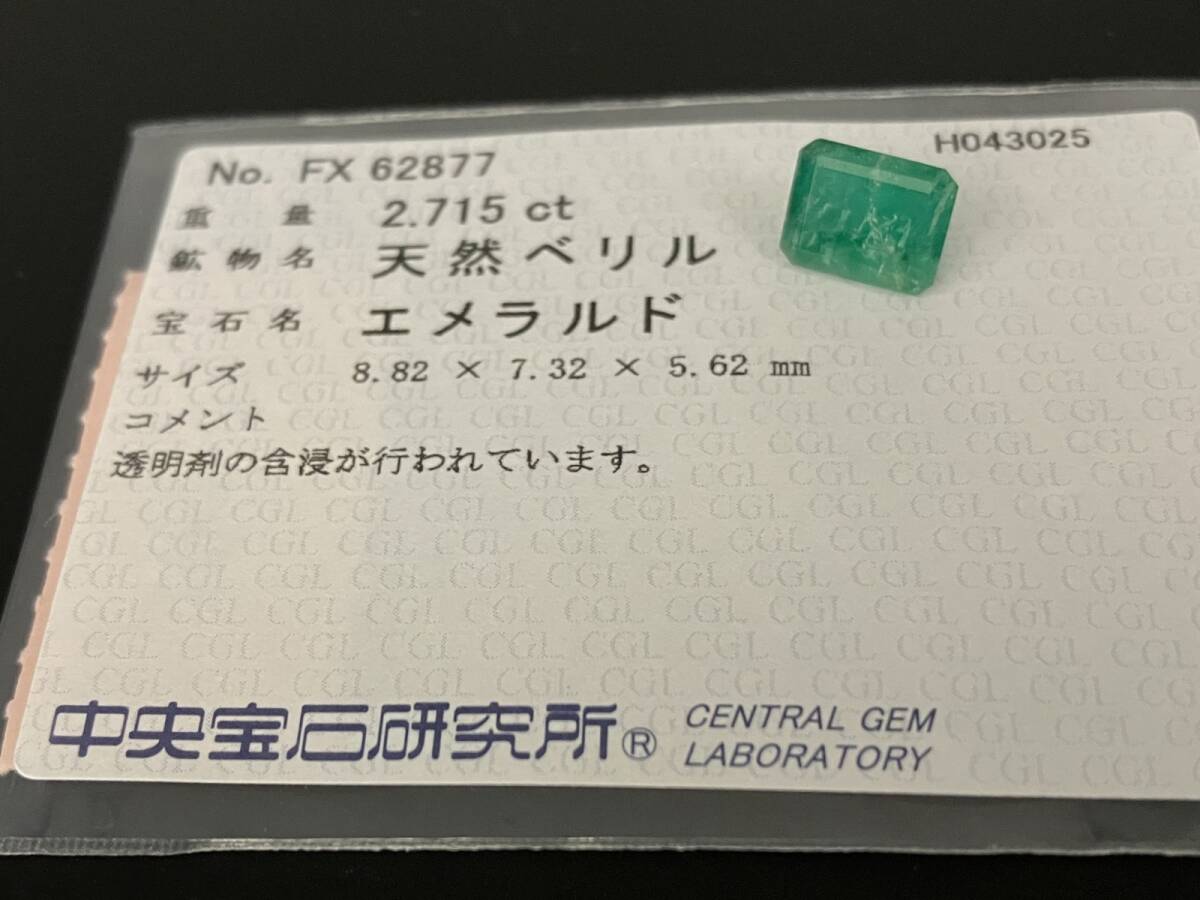 No. FX 62877
H043025
重量 2.715 ct
鉱物名 天然ベリル
宝石名 エメラルド
サイズ 8.82 × 7.32 × 5.62 mm
コメント
透明剤の含浸が行われています。
中央宝石研究所® CENTRAL GEM
LABORATORY